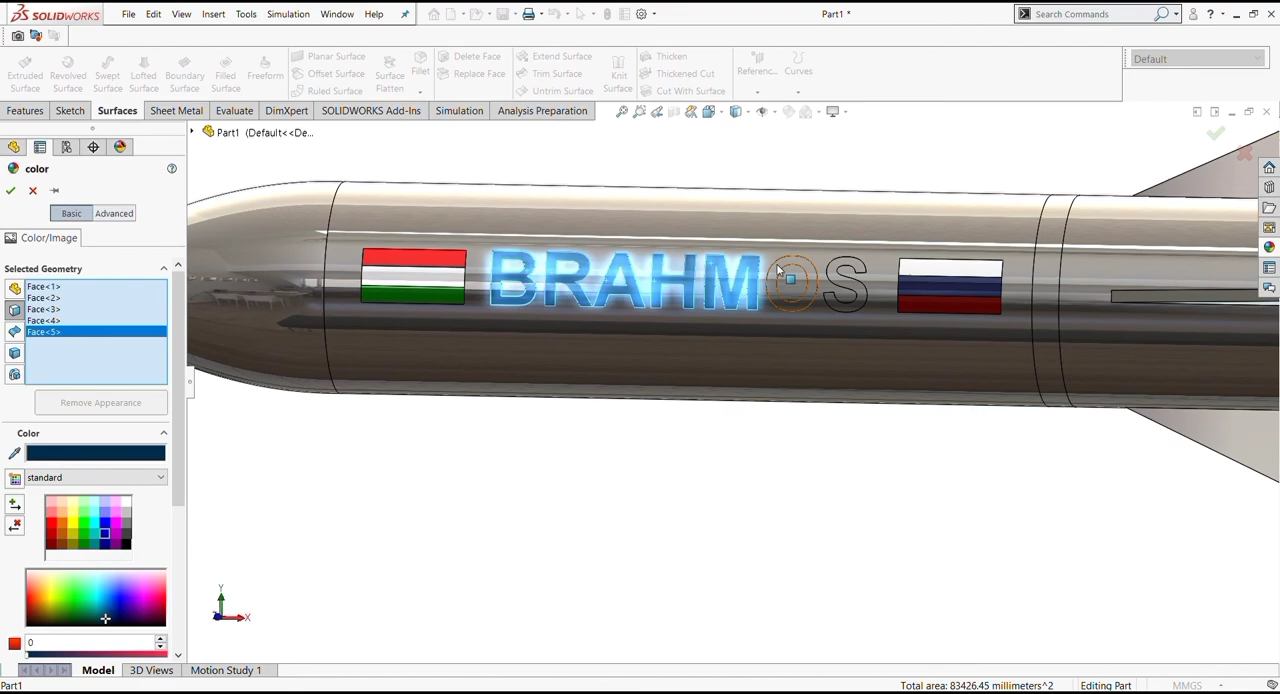 SOLIDWORKS File Edit View Insert Tools Simulation Window Help Part1 * Search Commands ?
Planar Surface Delete Face Extend Surface Thicken Default
Extruded Surface Revolved Surface Swept Surface Lofted Surface Boundary Surface Filled Surface Freeform Offset Surface Surface Flatten Fillet Replace Face Trim Surface Knit Surface Thickened Cut Referenc... Curves
Ruled Surface Untrim Surface Cut With Surface
Features Sketch Surfaces Sheet Metal Evaluate DimXpert SOLIDWORKS Add-Ins Simulation Analysis Preparation
Part1 (Default<<De...
color ?
Basic Advanced
Color/Image
Selected Geometry
Face<1>
Face<2>
Face<3>
Face<4>
Face<5>
BRAHMOS
Remove Appearance
Color
standard
Y
X
0
Model 3D Views Motion Study 1
Part1 Total area: 83426.45 millimeters^2 Editing Part MMGS